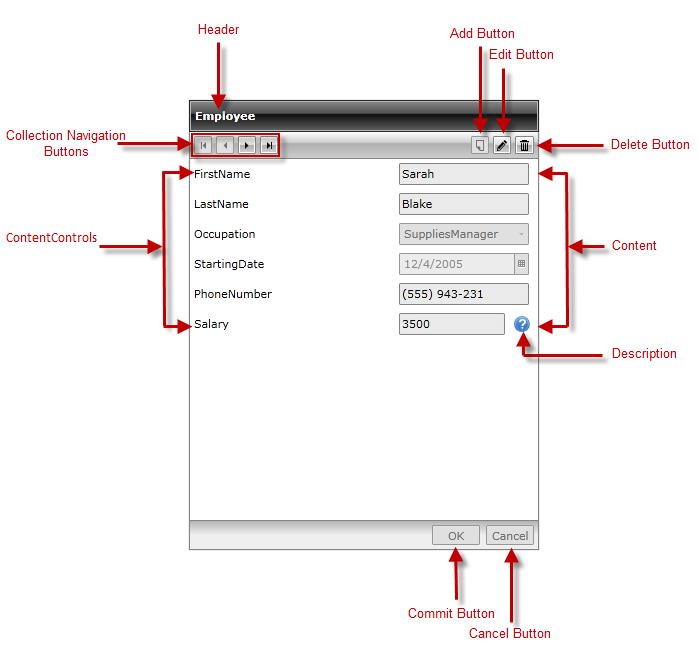 Header
Add Button
Edit Button
Employee
Collection Navigation
Buttons
Delete Button
FirstName
Sarah
LastName
Blake
ContentControls
Occupation
SuppliesManager
Content
StartingDate
12/4/2005
PhoneNumber
(555) 943-231
Salary
3500
?
Description
OK
Cancel
Commit Button
Cancel Button